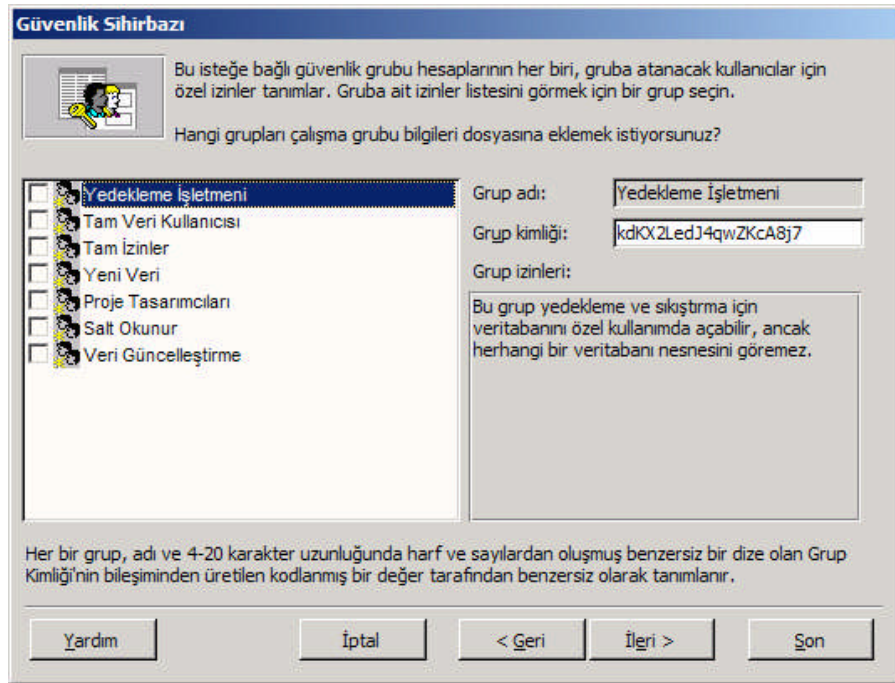 Güvenlik Sihirbazı
Bu isteğe bağlı güvenlik grubu hesaplarının her biri, gruba atanacak kullanıcılar için
özel izinler tanımlar. Gruba ait izinler listesini görmek için bir grup seçin.
Hangi grupları çalışma grubu bilgileri dosyasına eklemek istiyorsunuz?
Yedekleme İşletmeni
Tam Veri Kullanıcısı
Tam İzinler
Yeni Veri
Proje Tasarımcıları
Salt Okunur
Veri Güncelleştirme
Grup adı: Yedekleme İşletmeni
Grup kimliği: kdKX2LedJ4qwZKcA8j7
Grup izinleri:
Bu grup yedekleme ve sıkıştırma için
veritabanını özel kullanımda açabilir, ancak
herhangi bir veritabanı nesnesini göremez.
Her bir grup, adı ve 4-20 karakter uzunluğunda harf ve sayılardan oluşmuş benzersiz bir dize olan Grup
Kimliği'nin bileşiminden üretilen kodlanmış bir değer tarafından benzersiz olarak tanımlanır.
Yardım İptal < Geri İleri > Son